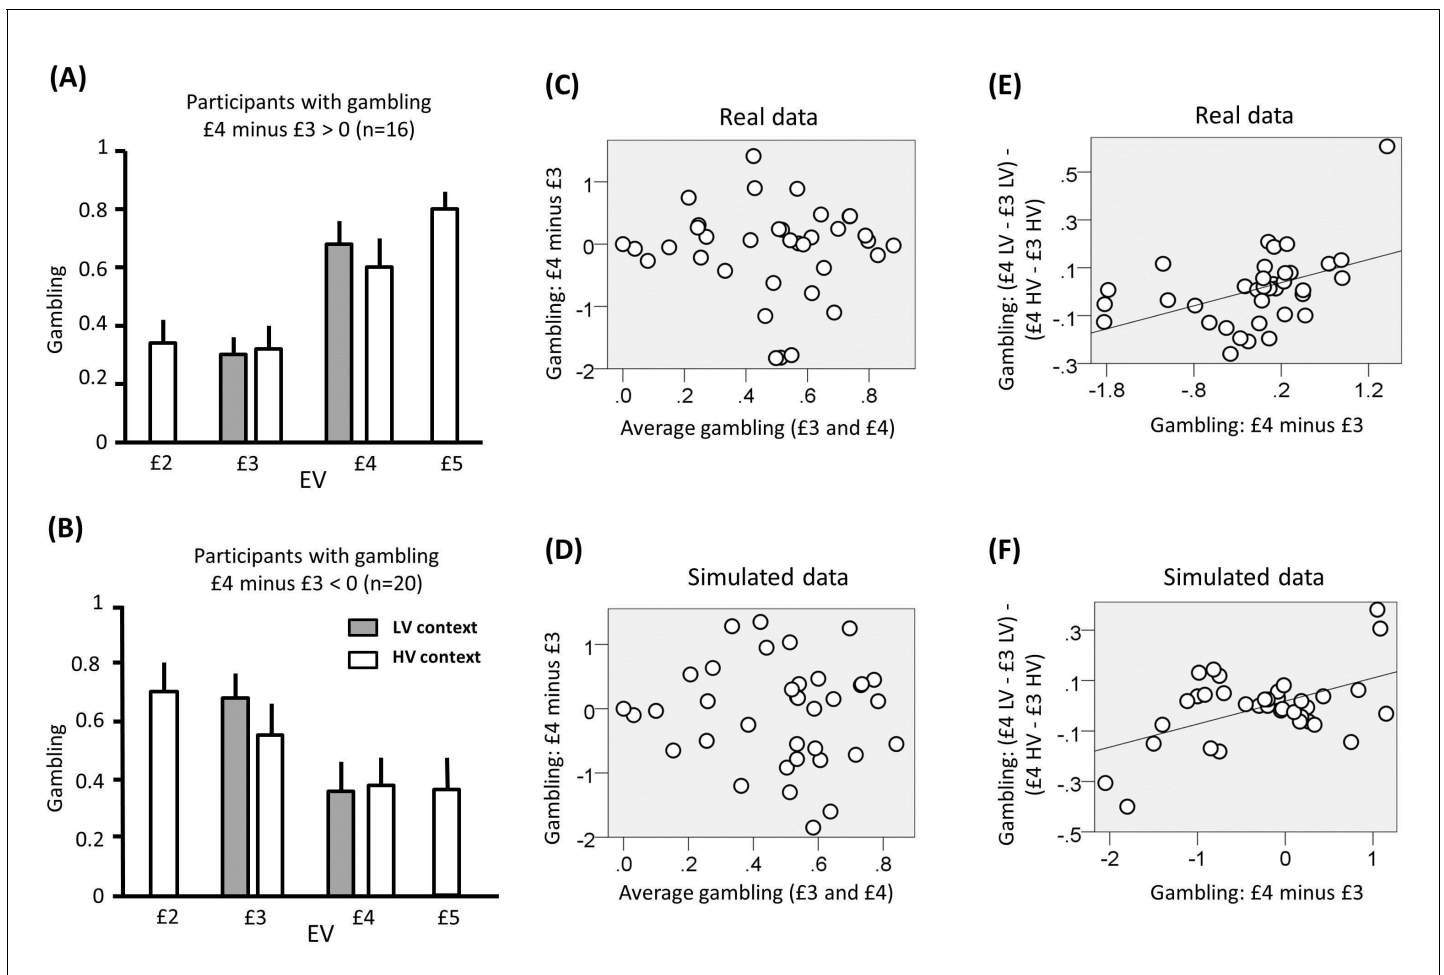 (A)
Participants with gambling
£4 minus £3 > 0 (n=16)
1
0.8
0.6
0.4
0.2
0
Gambling
£2
£3
£4
£5
EV
(B)
Participants with gambling
£4 minus £3 < 0 (n=20)
LV context
HV context
1
0.8
0.6
0.4
0.2
0
Gambling
£2
£3
£4
£5
EV
(C)
Real data
Gambling: £4 minus £3
1
0
-1
-2
.0
.2
.4
.6
.8
Average gambling (£3 and £4)
(D)
Simulated data
Gambling: £4 minus £3
1
0
-1
-2
.0
.2
.4
.6
.8
Average gambling (£3 and £4)
(E)
Real data
Gambling: (£4 LV - £3 LV) -
(£4 HV - £3 HV)
.5
.3
.1
-.1
-.3
-1.8
-.8
.2
1.2
Gambling: £4 minus £3
(F)
Simulated data
Gambling: (£4 LV - £3 LV) -
(£4 HV - £3 HV)
.3
.1
-.1
-.3
-.5
-2
-1
0
1
Gambling: £4 minus £3